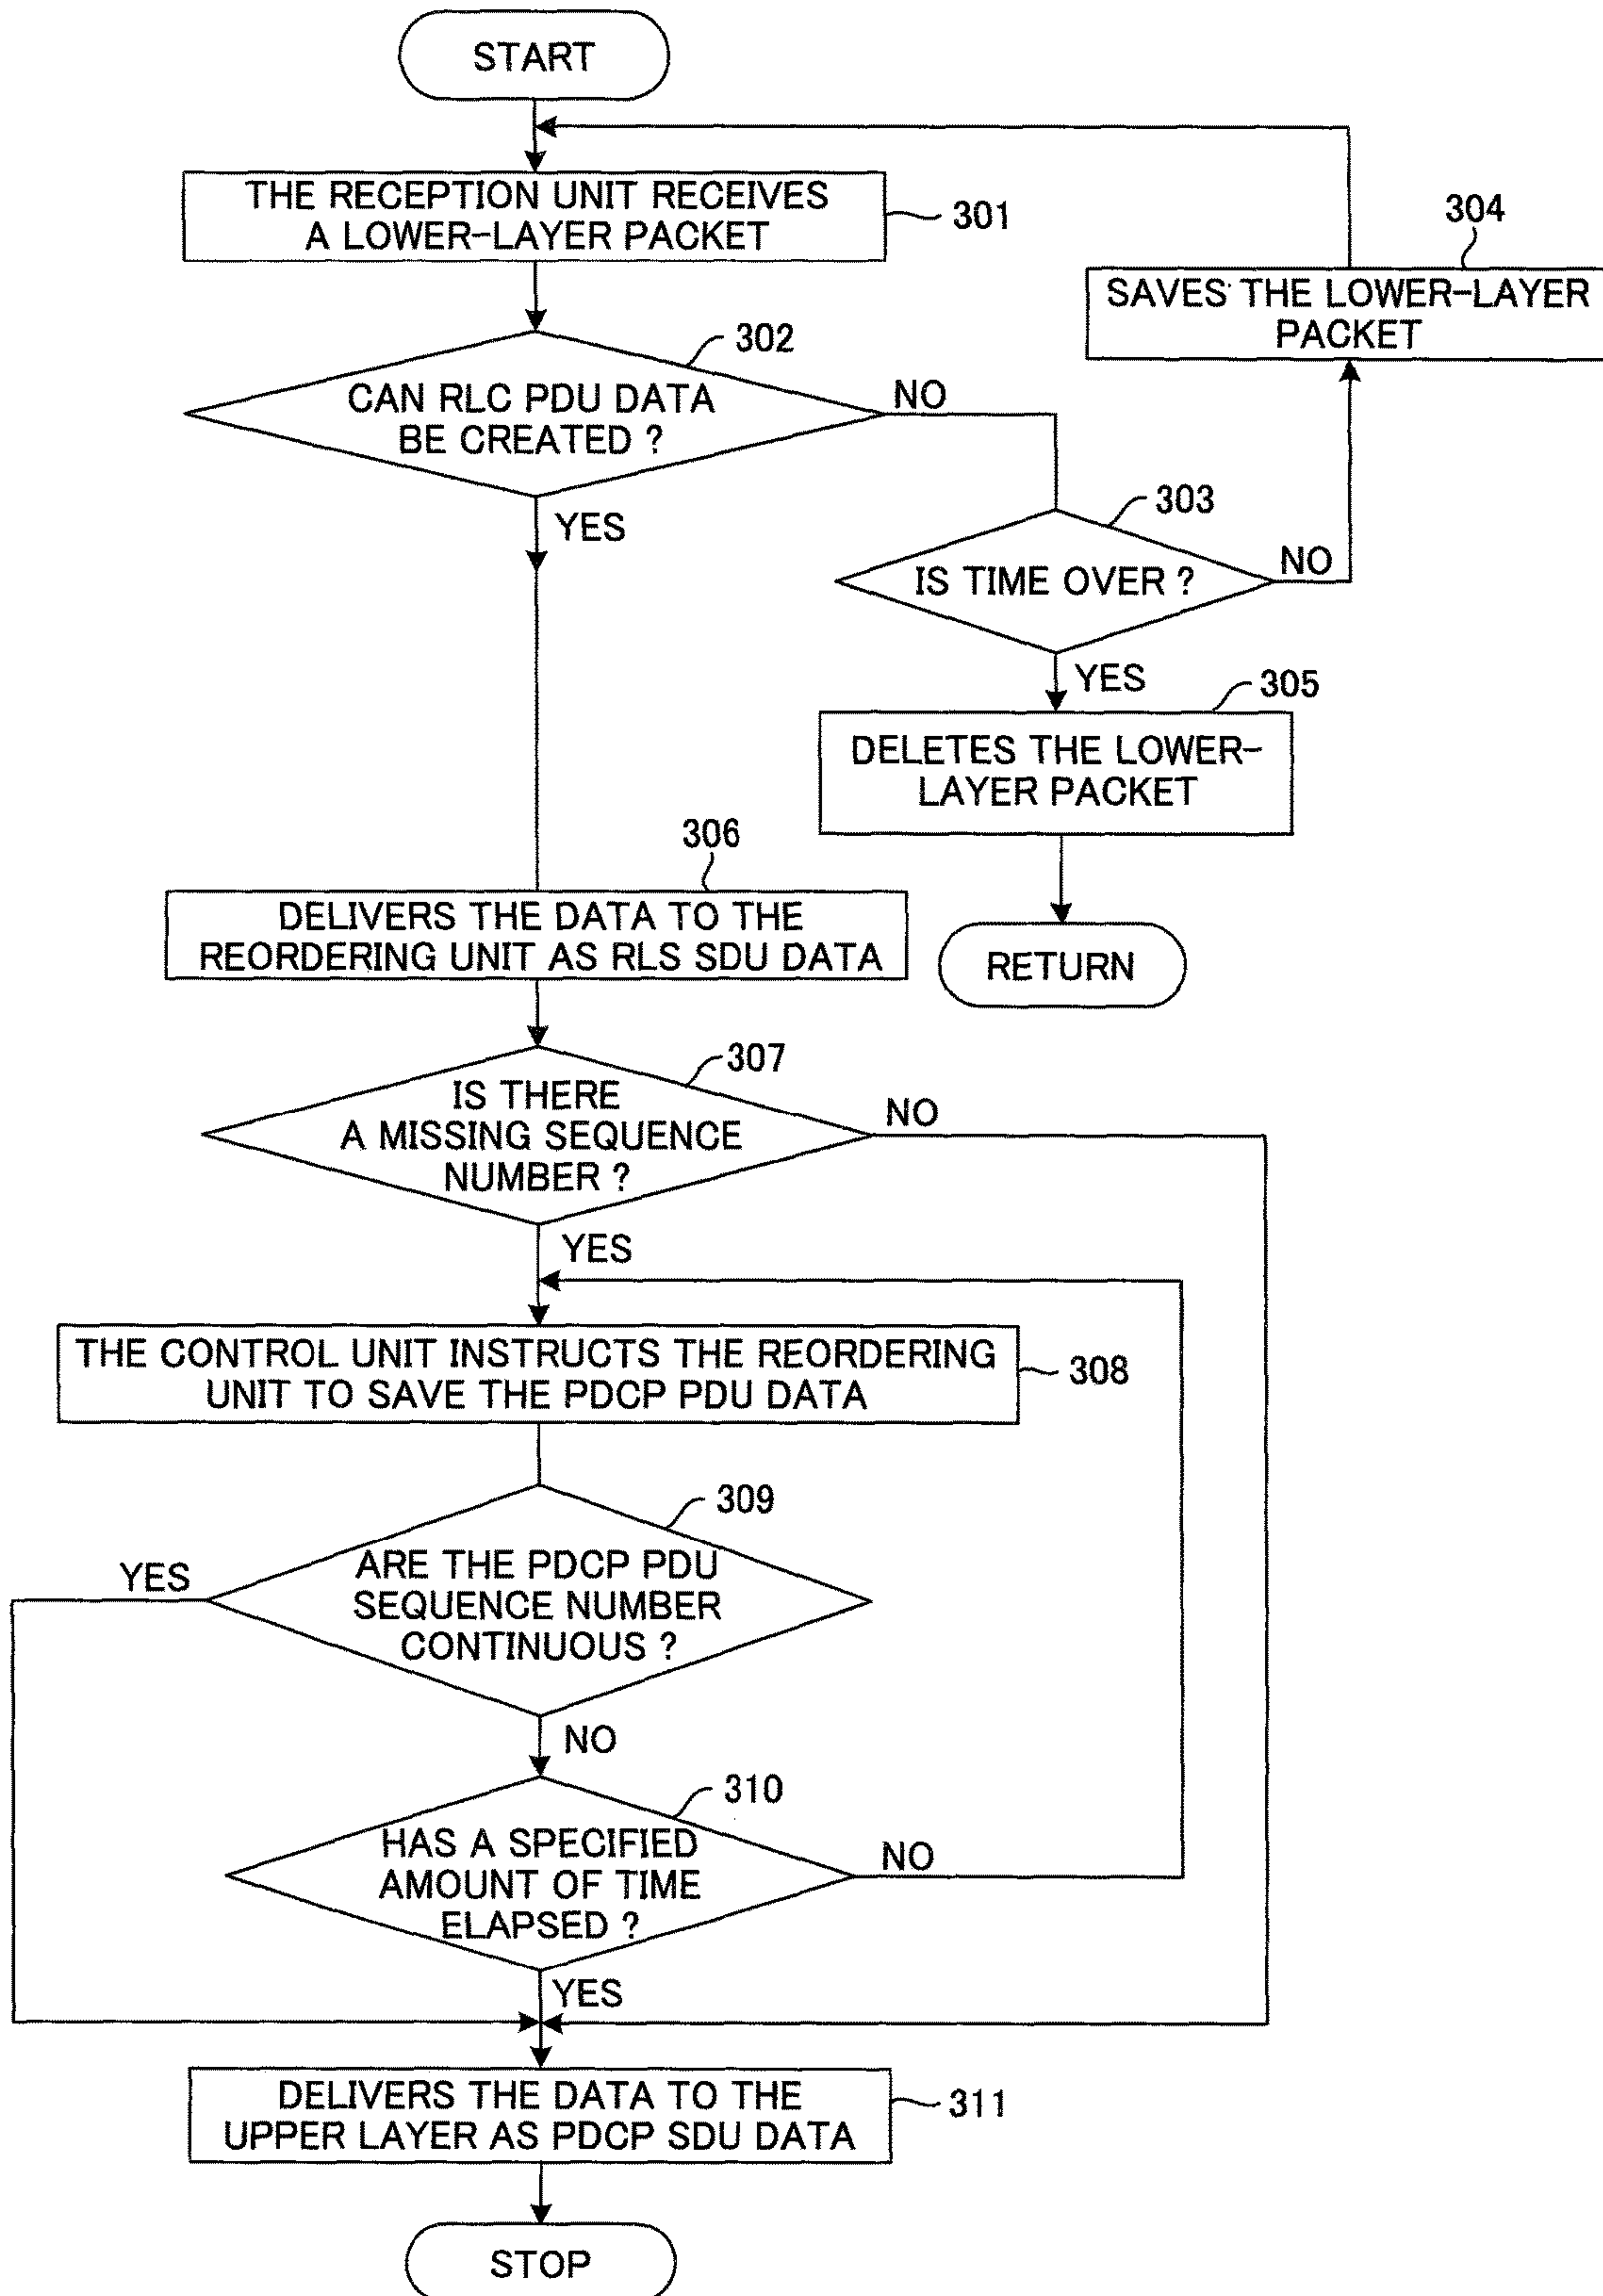 START
THE RECEPTION UNIT RECEIVES
A LOWER-LAYER PACKET
301
304
SAVES THE LOWER-LAYER
PACKET
302
CAN RLC PDU DATA
BE CREATED ?
NO
YES
303
IS TIME OVER ?
NO
YES
305
DELETES THE LOWER-
LAYER PACKET
RETURN
306
DELIVERS THE DATA TO THE
REORDERING UNIT AS RLS SDU DATA
307
IS THERE
A MISSING SEQUENCE
NUMBER ?
NO
YES
THE CONTROL UNIT INSTRUCTS THE REORDERING
UNIT TO SAVE THE PDCP PDU DATA
308
309
ARE THE PDCP PDU
SEQUENCE NUMBER
CONTINUOUS ?
YES
NO
310
HAS A SPECIFIED
AMOUNT OF TIME
ELAPSED ?
NO
YES
DELIVERS THE DATA TO THE
UPPER LAYER AS PDCP SDU DATA
311
STOP